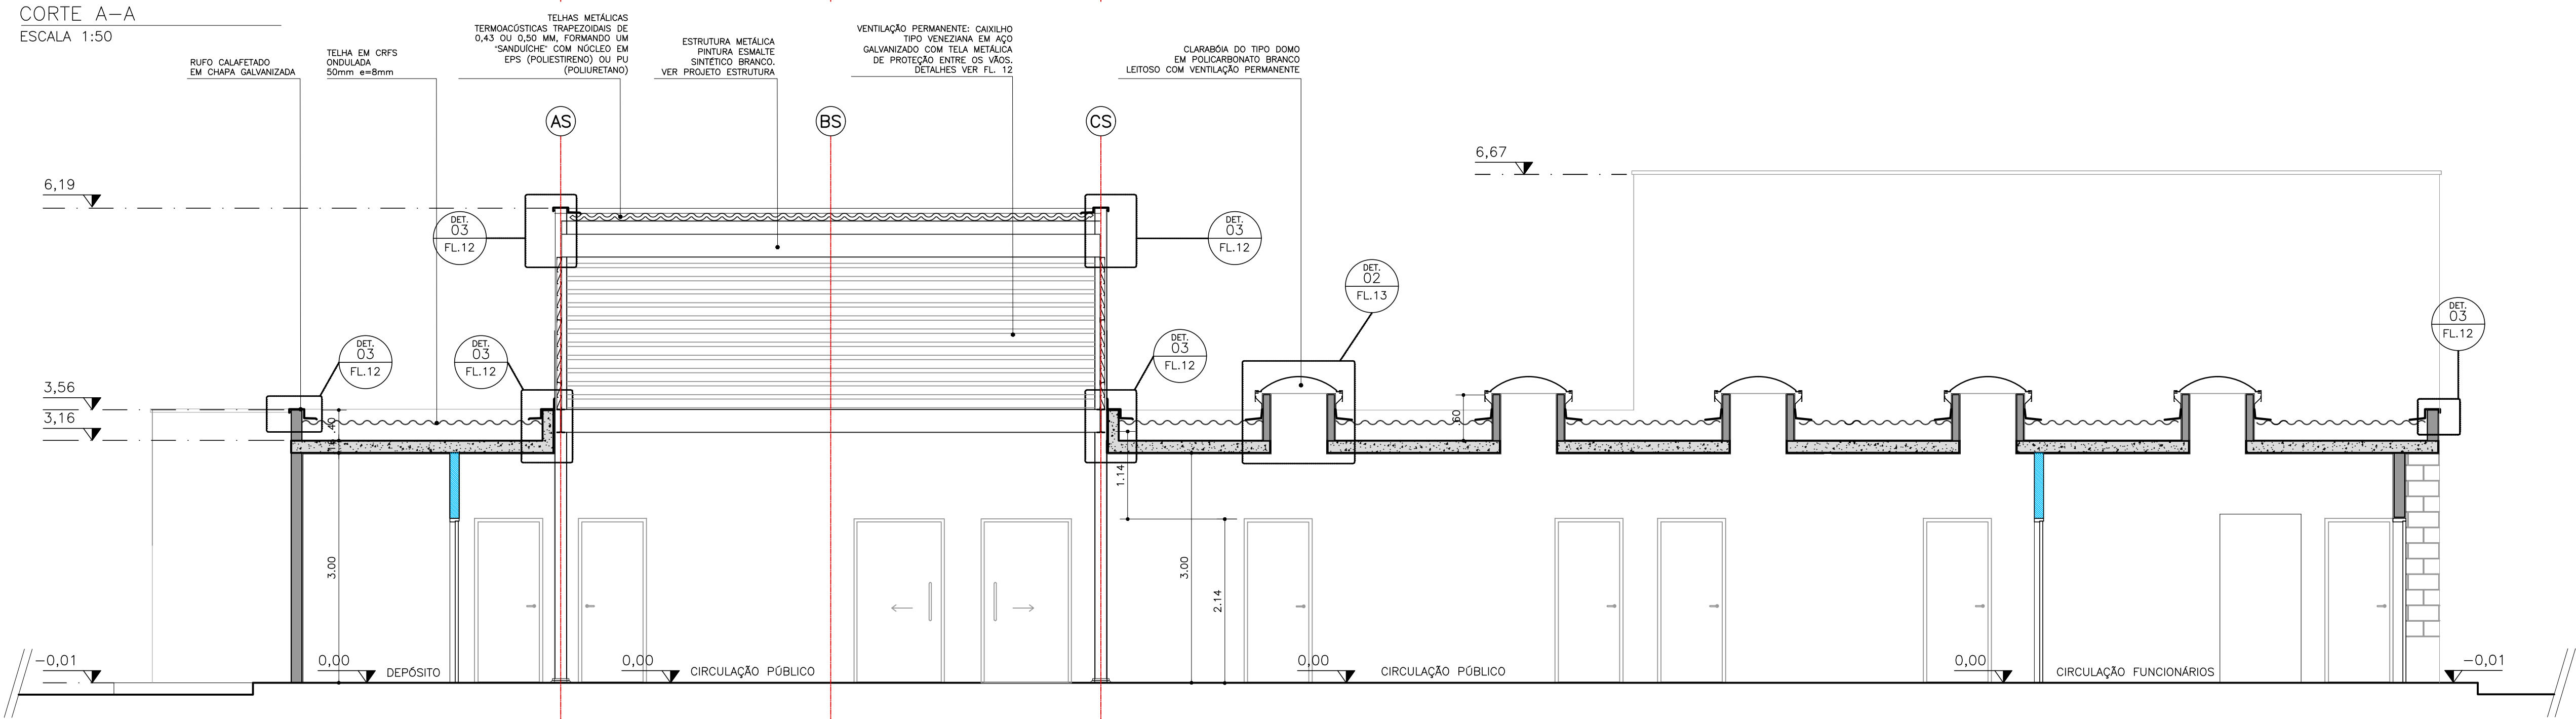 CORTE A-A
ESCALA 1:50
RUFO CALAFETADO
EM CHAPA GALVANIZADA
TELHA EM CRFS
ONDULADA
50mm e=8mm
TELHAS METÁLICAS
TERMOACÚSTICAS TRAPEZOIDAIS DE
0,43 OU 0,50 MM, FORMANDO UM
"SANDUÍCHE" COM NÚCLEO EM
EPS (POLIESTIRENO) OU PU
(POLIURETANO)
ESTRUTURA METÁLICA
PINTURA ESMALTE
SINTÉTICO BRANCO.
VER PROJETO ESTRUTURA
VENTILAÇÃO PERMANENTE: CAIXILHO
TIPO VENEZIANA EM AÇO
GALVANIZADO COM TELA METÁLICA
DE PROTEÇÃO ENTRE OS VÃOS.
DETALHES VER FL. 12
CLARABÓIA DO TIPO DOMO
EM POLICARBONATO BRANCO
LEITOSO COM VENTILAÇÃO PERMANENTE
AS
BS
CS
6,67
6,19
DET.
03
FL.12
DET.
03
FL.12
DET.
02
FL.13
DET.
03
FL.12
DET.
03
FL.12
DET.
03
FL.12
DET.
03
FL.12
3,56
3,16
.40
.60
1.14
3.00
3.00
2.14
-0,01
0,00
DEPÓSITO
0,00
CIRCULAÇÃO PÚBLICO
0,00
CIRCULAÇÃO PÚBLICO
0,00
CIRCULAÇÃO FUNCIONÁRIOS
-0,01